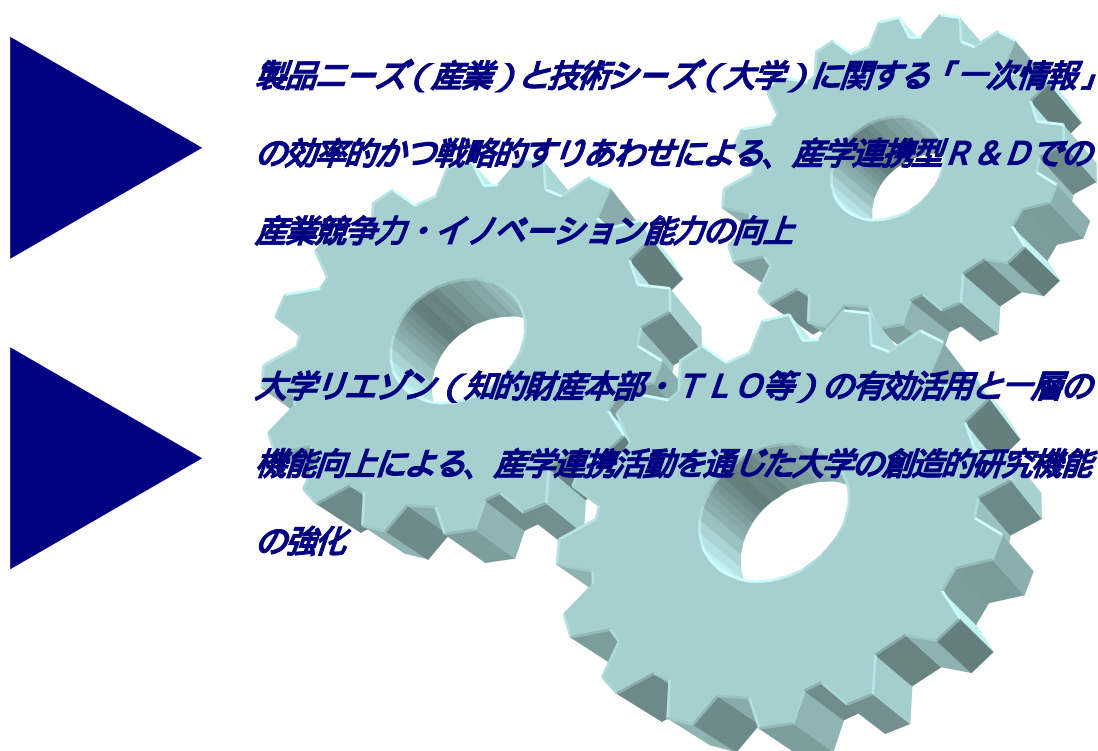 製品ニーズ（産業）と技術シーズ（大学）に関する「一次情報」
の効率的かつ戦略的すりあわせによる、産学連携型Ｒ＆Ｄでの
産業競争力・イノベーション能力の向上
大学リエゾン（知的財産本部・ＴＬＯ等）の有効活用と一層の
機能向上による、産学連携活動を通じた大学の創造的研究機能
の強化